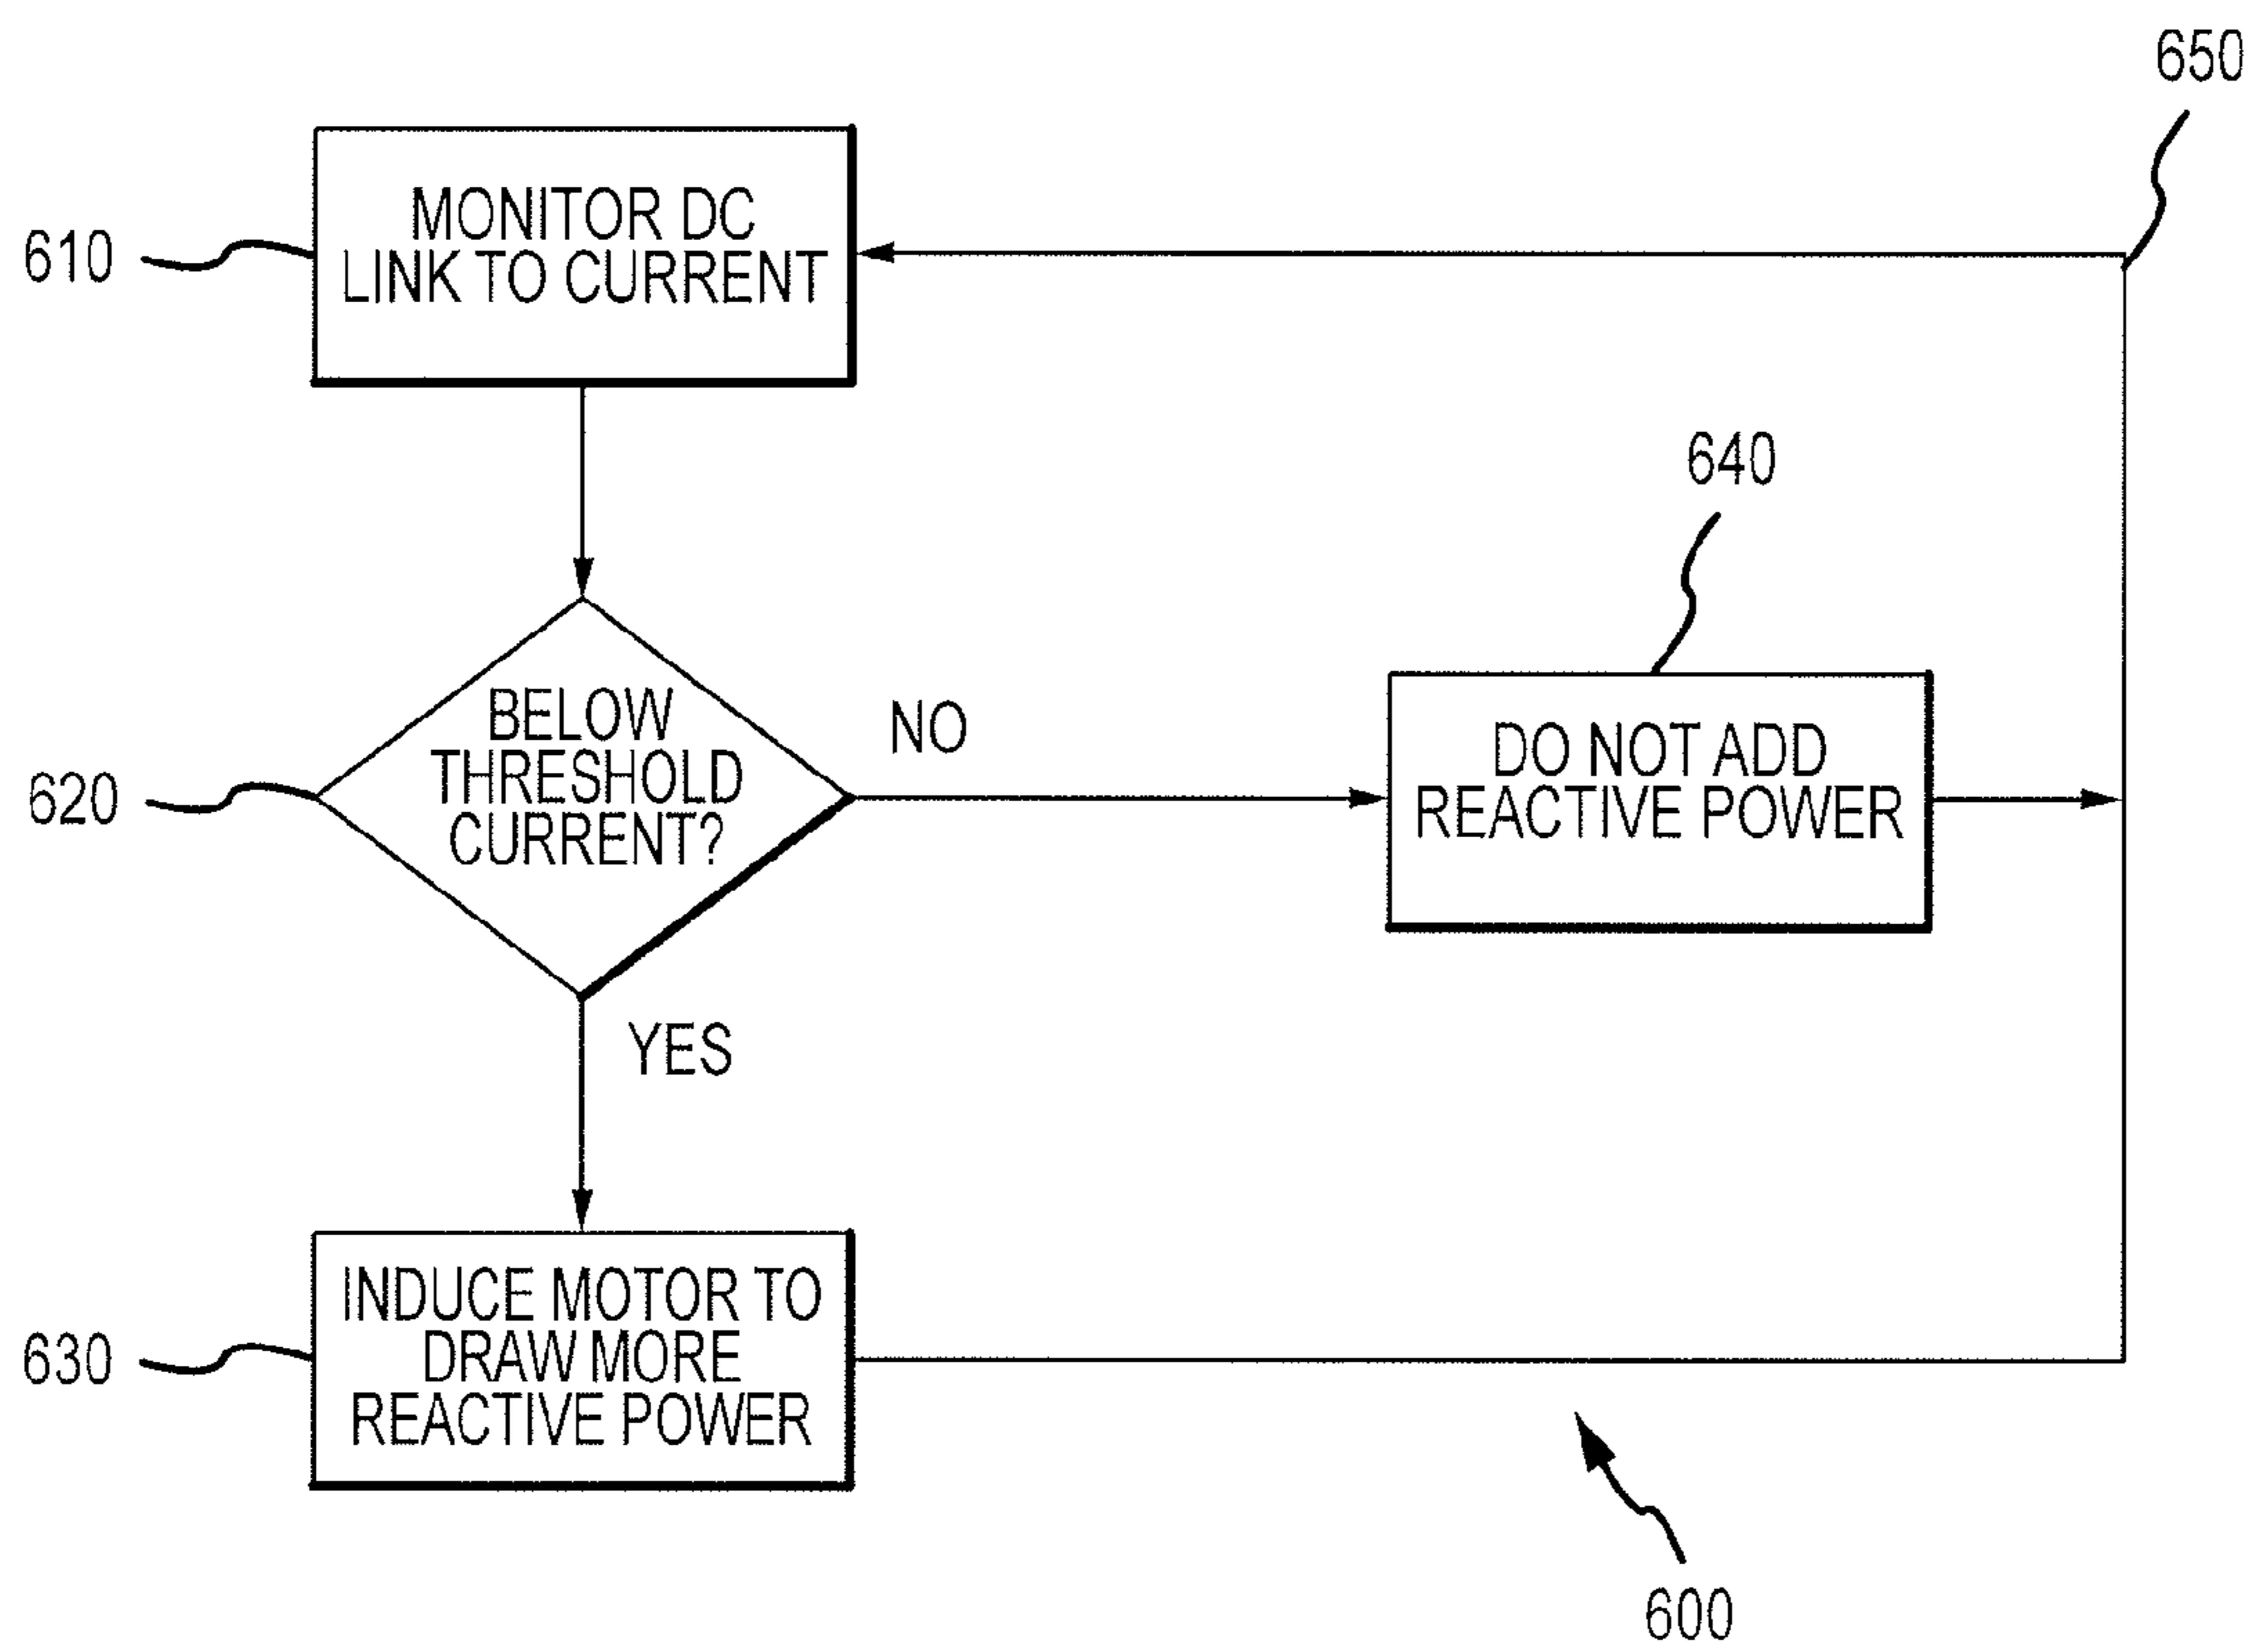 650
MONITOR DC
LINK TO CURRENT
610
640
BELOW
THRESHOLD
CURRENT?
NO
620
DO NOT ADD
REACTIVE POWER
YES
INDUCE MOTOR TO
DRAW MORE
REACTIVE POWER
630
600